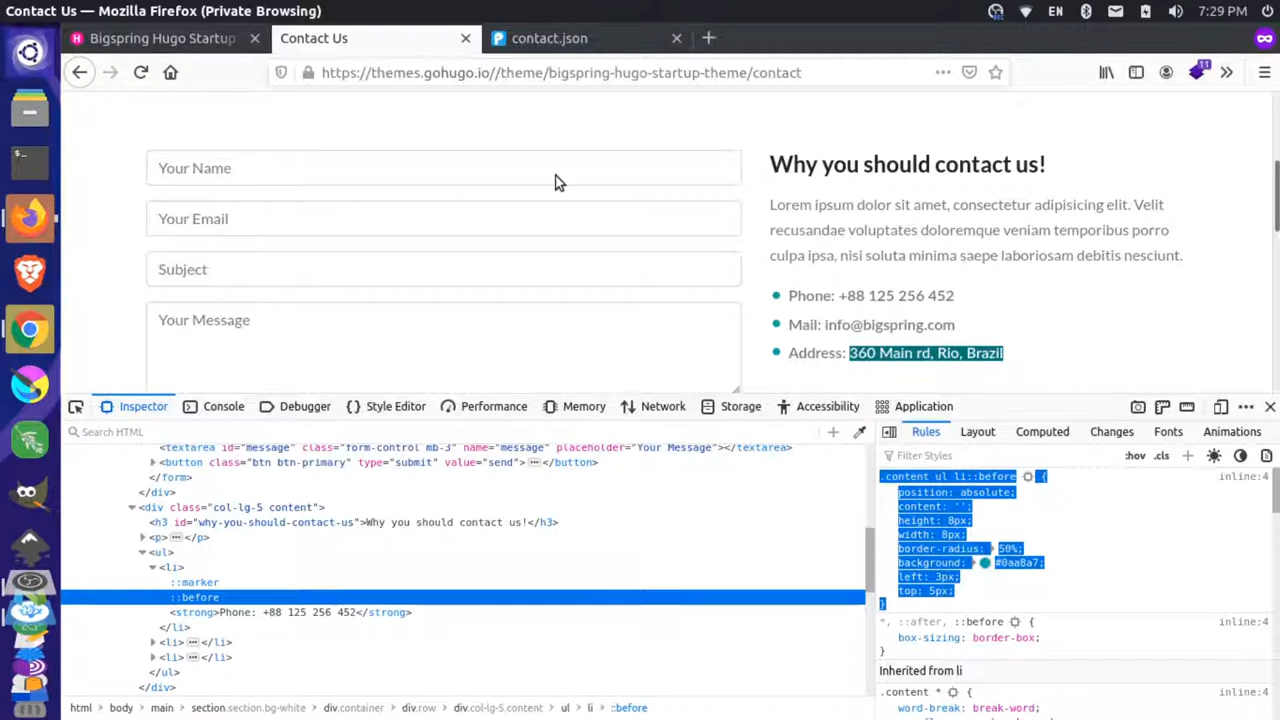 Contact Us — Mozilla Firefox (Private Browsing)
EN
7:29 PM
Bigspring Hugo Startup
Contact Us
contact.json
https://themes.gohugo.io//theme/bigspring-hugo-startup-theme/contact
11
Your Name
Your Email
Subject
Your Message
Why you should contact us!
Lorem ipsum dolor sit amet, consectetur adipisicing elit. Velit
recusandae voluptates doloremque veniam temporibus porro
culpa ipsa, nisi soluta minima saepe laboriosam debitis nesciunt.
Phone: +88 125 256 452
Mail: info@bigspring.com
Address: 360 Main rd, Rio, Brazil
Inspector
Console
Debugger
Style Editor
Performance
Memory
Network
Storage
Accessibility
Application
Search HTML
<textarea id="message" class="form-control mb-3" name="message" placeholder="Your Message"></textarea>
<button class="btn btn-primary" type="submit" value="send"></button>
</form>
</div>
<div class="col-lg-5 content">
<h3 id="why-you-should-contact-us">Why you should contact us!</h3>
<p></p>
<ul>
<li>
::marker
::before
<strong>Phone: +88 125 256 452</strong>
</li>
<li></li>
<li></li>
</ul>
</div>
html body main section.section.bg-white div.container div.row div.col-lg-5.content ul li ::before
Rules
Layout
Computed
Changes
Fonts
Animations
Filter Styles
:hov .cls
.content ul li::before { inline:4
position: absolute;
content: '';
height: 8px;
width: 8px;
border-radius: 50%;
background: #0aa8a7;
left: 3px;
top: 5px;
}
*, ::after, ::before { inline:4
box-sizing: border-box;
}
Inherited from li
.content * { inline:4
word-break: break-word;